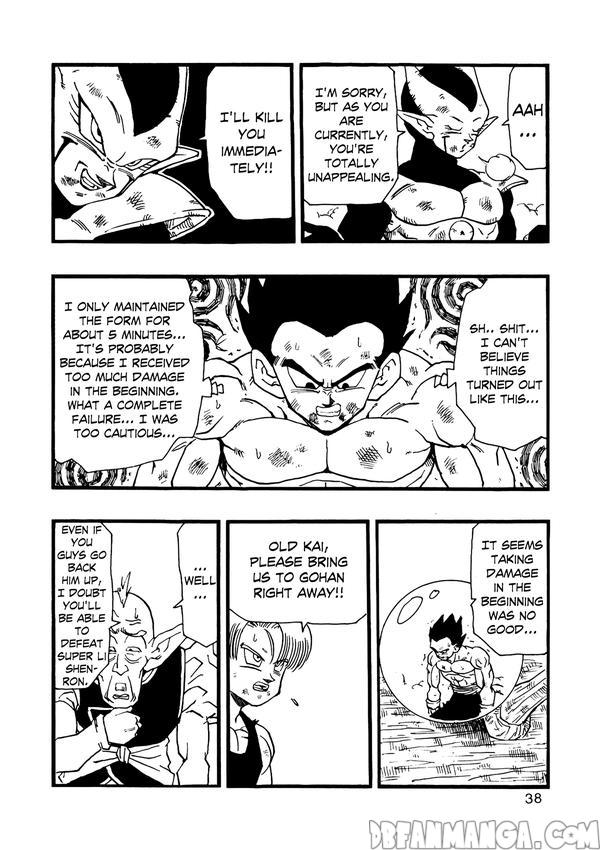 AAH
...
I'M SORRY,
BUT AS YOU
ARE
CURRENTLY,
YOU'RE
TOTALLY
UNAPPEALING.
I'LL KILL
YOU
IMMEDIA-
TELY!!
SH.. SHIT...
I CAN'T
BELIEVE
THINGS
TURNED OUT
LIKE THIS...
I ONLY MAINTAINED
THE FORM FOR
ABOUT 5 MINUTES...
IT'S PROBABLY
BECAUSE I RECEIVED
TOO MUCH DAMAGE
IN THE BEGINNING.
WHAT A COMPLETE
FAILURE... I WAS
TOO CAUTIOUS...
IT SEEMS
TAKING
DAMAGE
IN THE
BEGINNING
WAS NO
GOOD...
OLD KAI,
PLEASE BRING
US TO GOHAN
RIGHT AWAY!!
...
WELL
...
EVEN IF
YOU
GUYS GO
BACK
HIM UP,
I DOUBT
YOU'LL
BE ABLE
TO
DEFEAT
SUPER LI
SHEN-
RON.
38
DBFANMANGA.COM